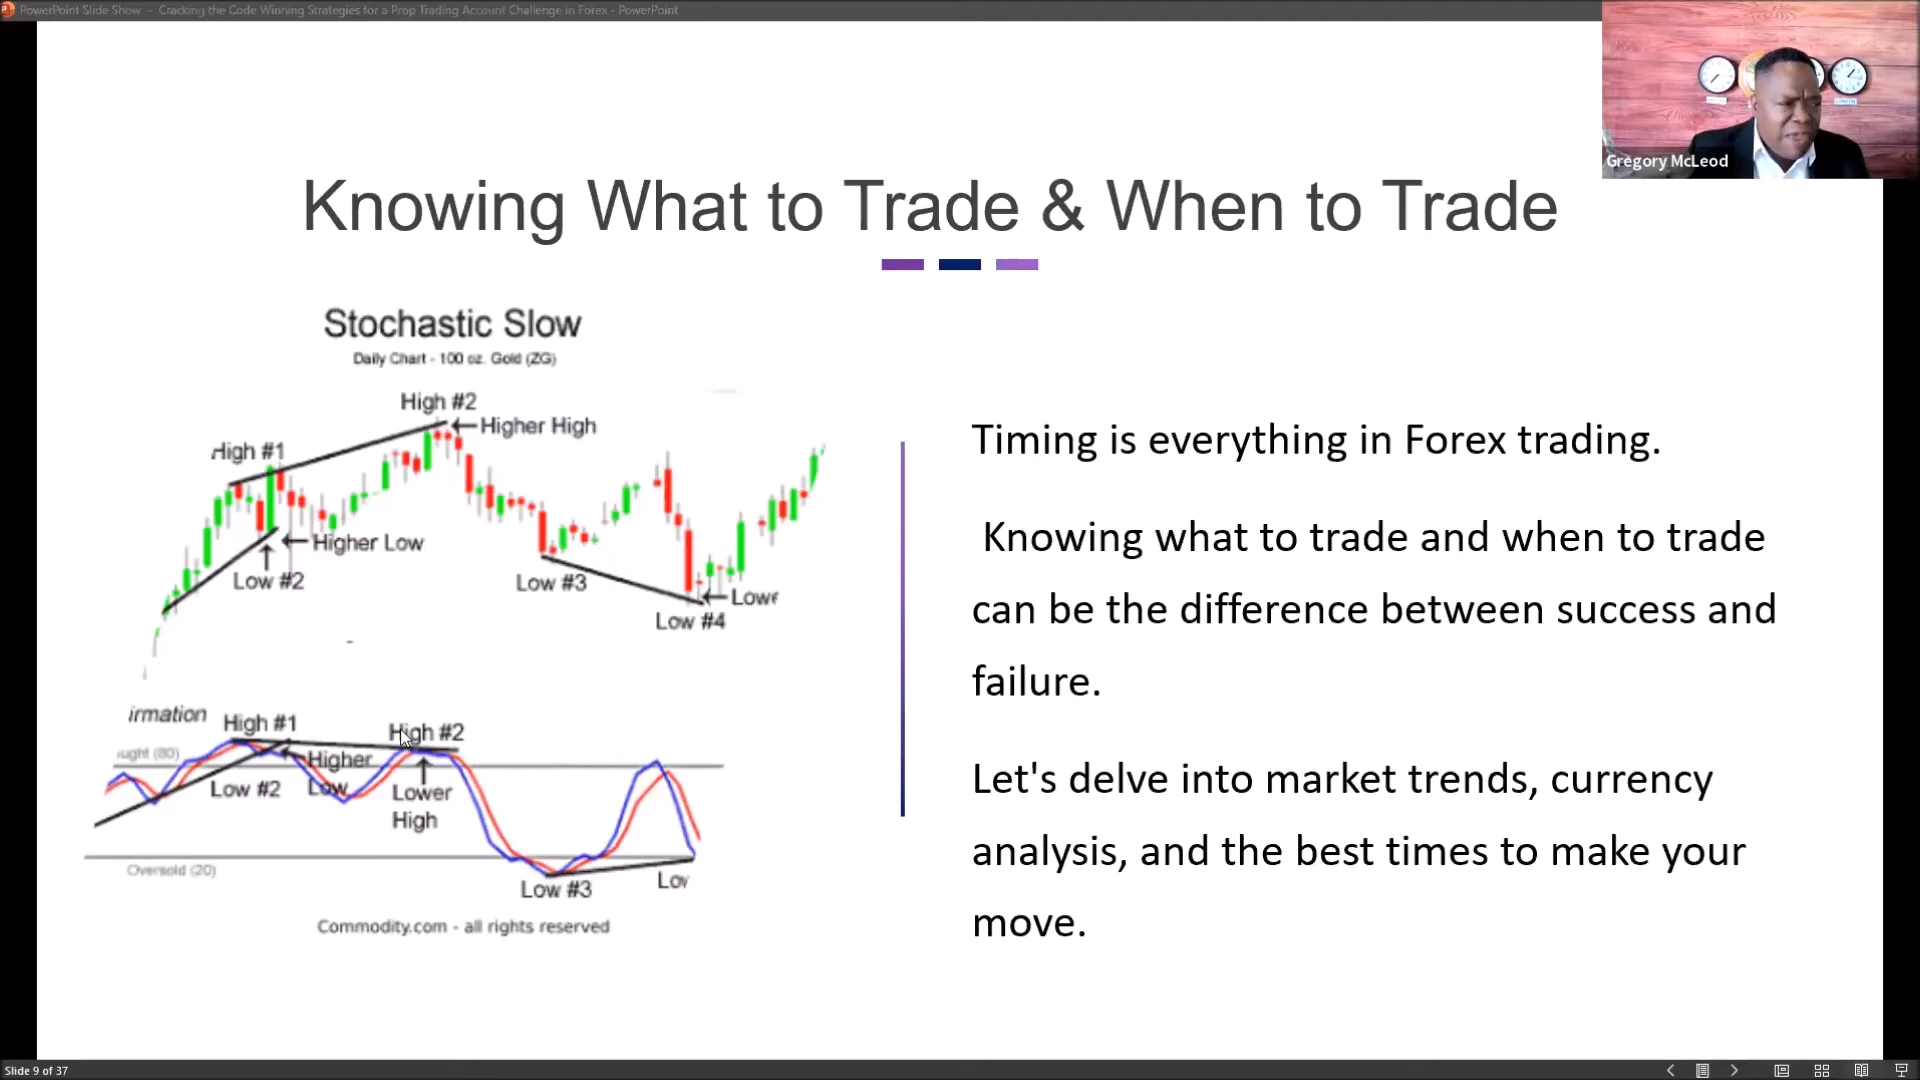 PowerPoint Slide Show - Cracking the Code Winning Strategies for a Prop Trading Account Challenge in Forex - PowerPoint
Gregory McLeod
Knowing What to Trade & When to Trade
Stochastic Slow
Daily Chart - 100 oz. Gold (ZG)
High #2
Higher High
High #1
Higher Low
Low #2
Low #3
Lowe
Low #4
irmation
High #1
High #2
ught (80)
Higher
Low
Low #2
Lower
High
Oversold (20)
Low #3
Lov
Commodity.com - all rights reserved
Timing is everything in Forex trading.
Knowing what to trade and when to trade
can be the difference between success and
failure.
Let's delve into market trends, currency
analysis, and the best times to make your
move.
Slide 9 of 37